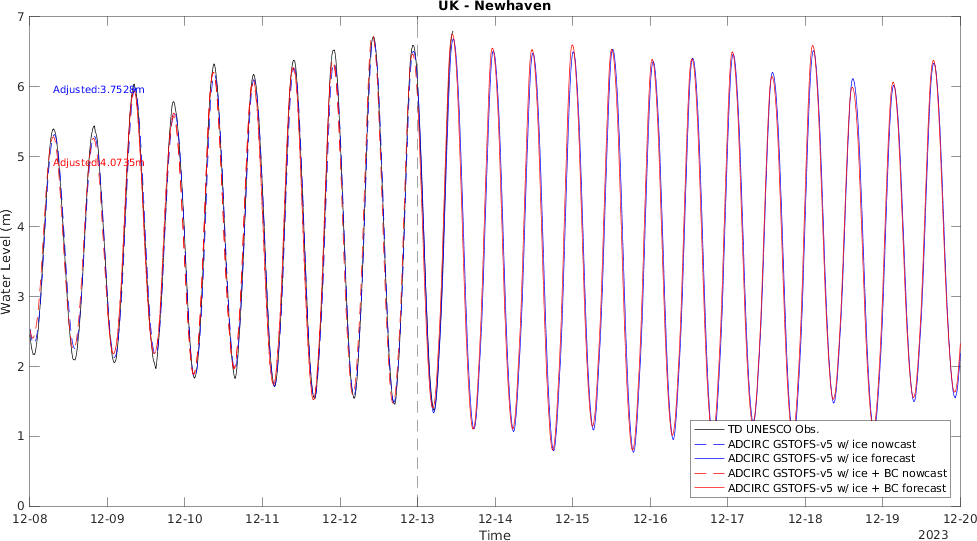 UK - Newhaven
7
6
5
4
3
2
1
0
Water Level (m)
Adjusted:3.7528m
Adjusted:4.0735m
TD UNESCO Obs.
ADCIRC GSTOFS-v5 w/ ice nowcast
ADCIRC GSTOFS-v5 w/ ice forecast
ADCIRC GSTOFS-v5 w/ ice + BC nowcast
ADCIRC GSTOFS-v5 w/ ice + BC forecast
12-08 12-09 12-10 12-11 12-12 12-13 12-14 12-15 12-16 12-17 12-18 12-19 12-20
Time
2023